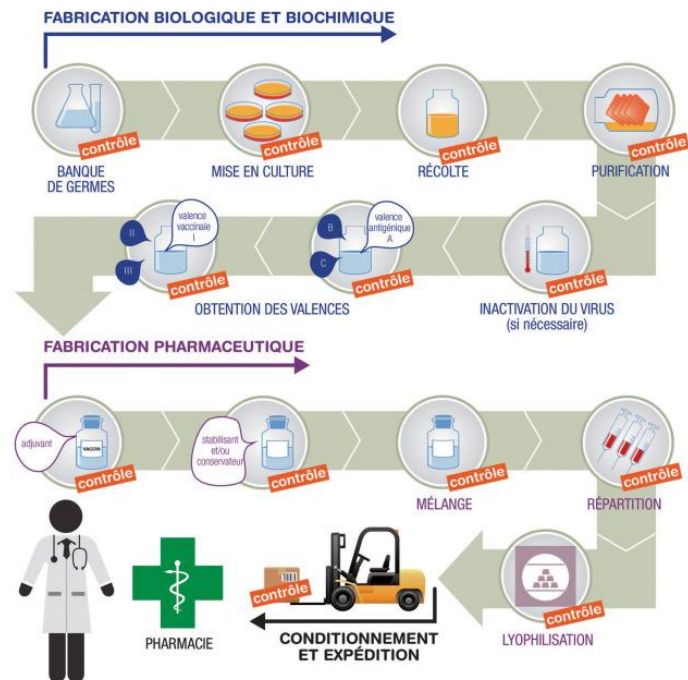 FABRICATION BIOLOGIQUE ET BIOCHIMIQUE
contrôle
contrôle
contrôle
contrôle
BANQUE
DE GERMES
MISE EN CULTURE
RÉCOLTE
PURIFICATION
II
valence
vaccinale
I
III
contrôle
B
valence
antigénique
A
C
contrôle
contrôle
OBTENTION DES VALENCES
INACTIVATION DU VIRUS
(si nécessaire)
FABRICATION PHARMACEUTIQUE
adjuvant
VACCIN
contrôle
stabilisant
et/ou
conservateur
contrôle
contrôle
contrôle
MÉLANGE
RÉPARTITION
contrôle
LYOPHILISATION
contrôle
CONDITIONNEMENT
ET EXPÉDITION
PHARMACIE